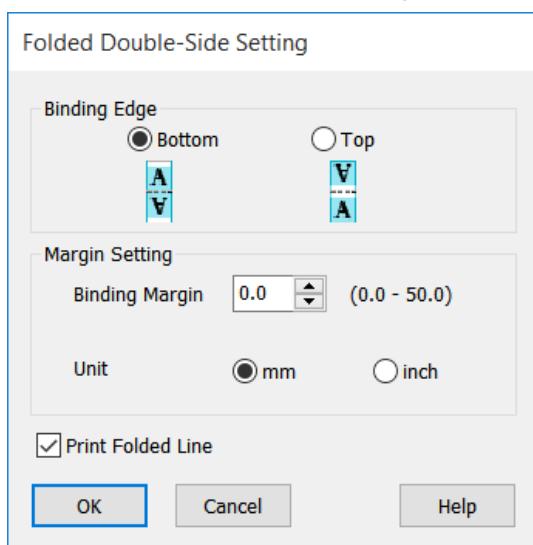 Folded Double-Side Setting
Binding Edge
Bottom Top
A A
A A
Margin Setting
Binding Margin 0.0 (0.0 - 50.0)
Unit mm inch
Print Folded Line
OK Cancel Help